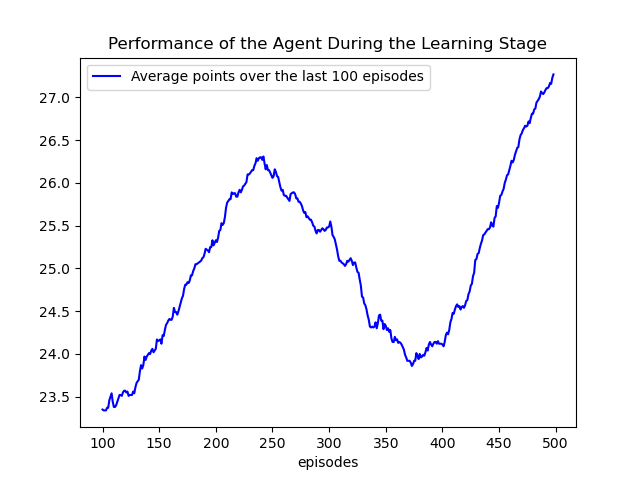 Performance of the Agent During the Learning Stage
Average points over the last 100 episodes
27.0
26.5
26.0
25.5
25.0
24.5
24.0
23.5
100 150 200 250 300 350 400 450 500
episodes